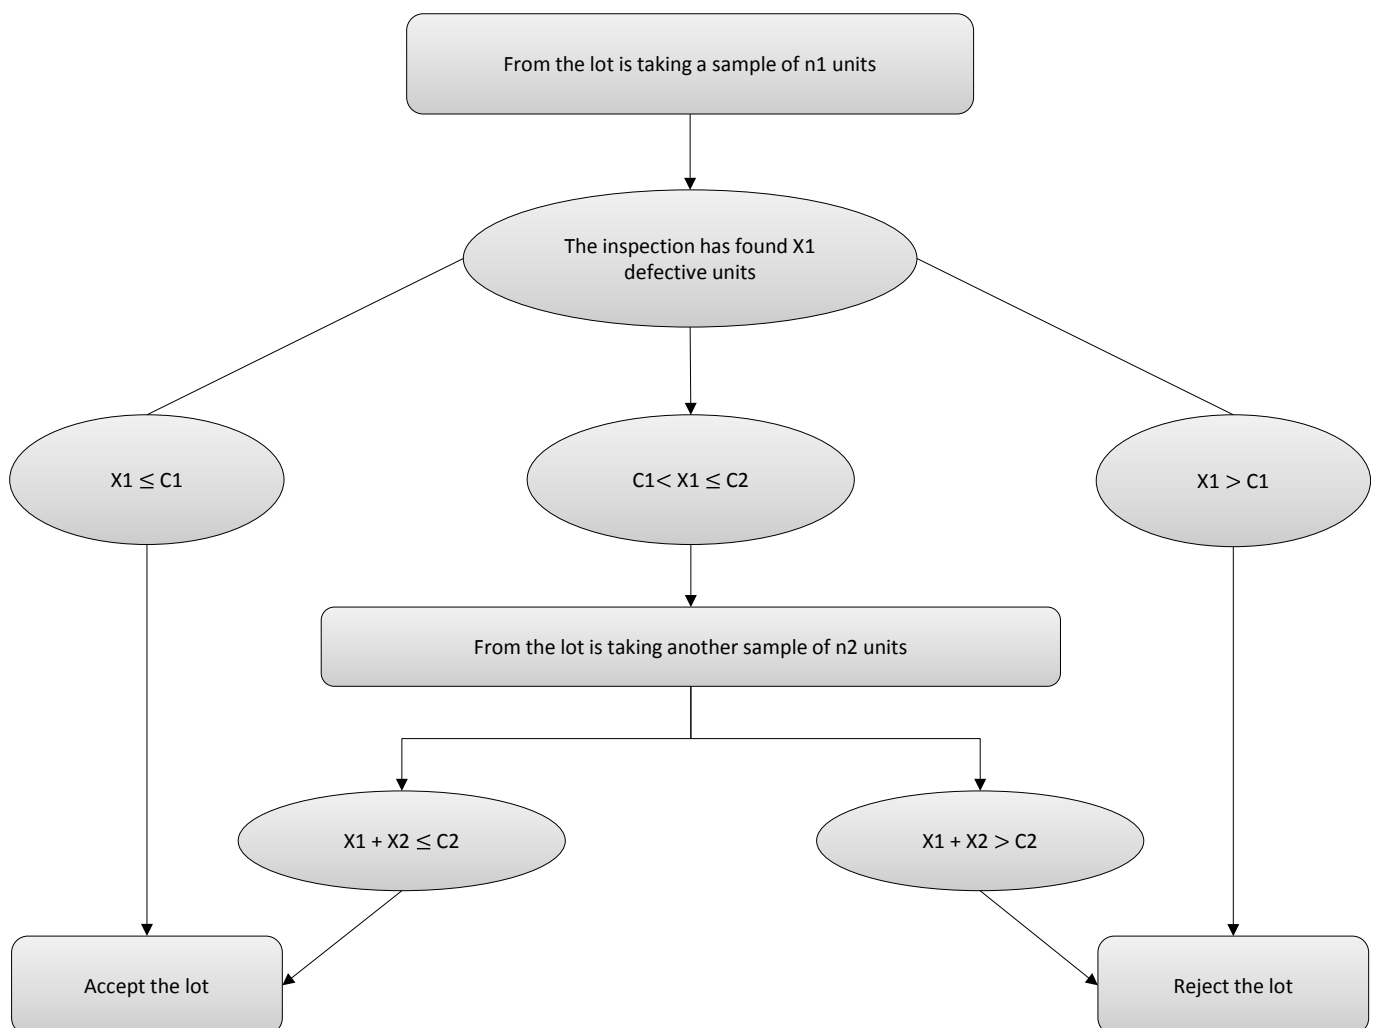 From the lot is taking a sample of n1 units
The inspection has found X1
defective units
X1 ≤ C1
C1< X1 ≤ C2
X1 > C1
From the lot is taking another sample of n2 units
X1 + X2 ≤ C2
X1 + X2 > C2
Accept the lot
Reject the lot